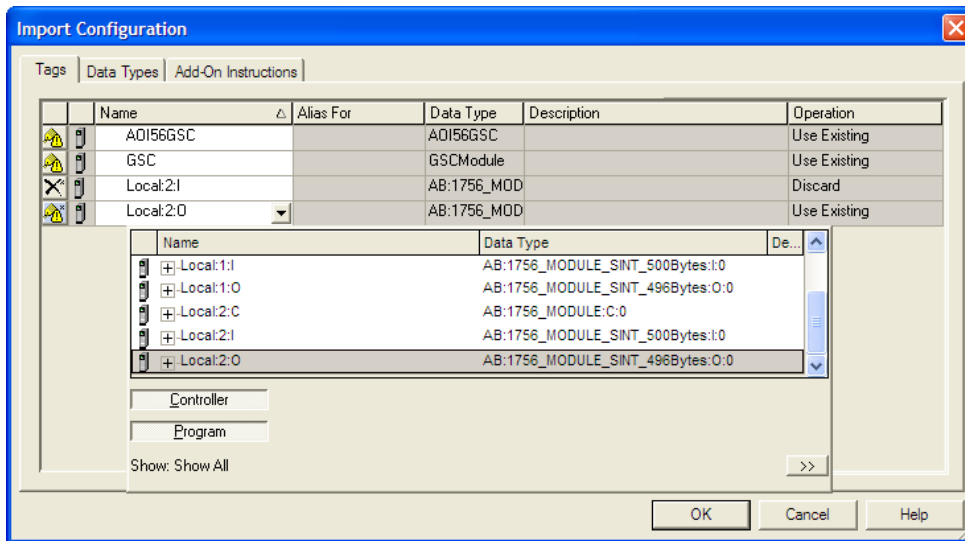 Import Configuration
Tags Data Types Add-On Instructions
Name Alias For Data Type Description Operation
AOI56GSC AOI56GSC Use Existing
GSC GSCModule Use Existing
Local:2:I AB:1756_MOD Discard
Local:2:O AB:1756_MOD Use Existing
Name Data Type De...
Local:1:I AB:1756_MODULE_SINT_500Bytes:I:0
Local:1:O AB:1756_MODULE_SINT_496Bytes:O:0
Local:2:C AB:1756_MODULE:C:0
Local:2:I AB:1756_MODULE_SINT_500Bytes:I:0
Local:2:O AB:1756_MODULE_SINT_496Bytes:O:0
Controller
Program
Show: Show All >>
OK Cancel Help